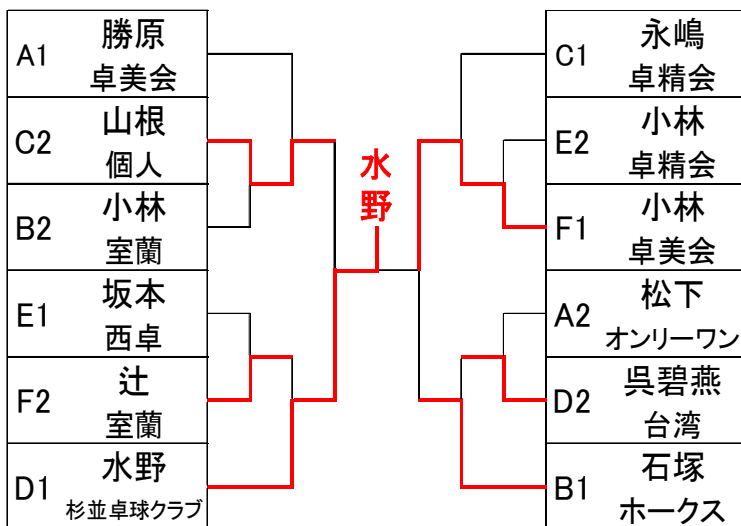 A1
勝原
卓美会
C2
山根
個人
B2
小林
室蘭
E1
坂本
西卓
F2
辻
室蘭
D1
水野
杉並卓球クラブ
水野
C1
永嶋
卓精会
E2
小林
卓精会
F1
小林
卓美会
A2
松下
オンリーワン
D2
呉碧燕
台湾
B1
石塚
ホークス